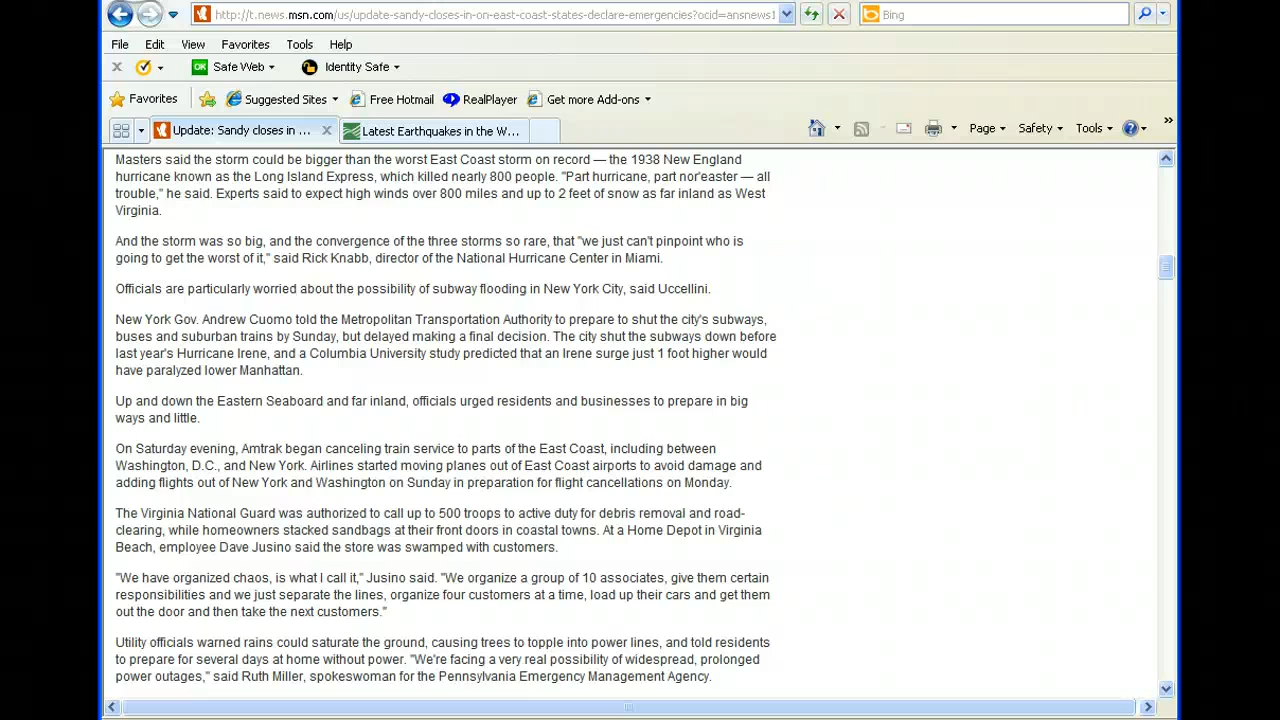 http://t.news.msn.com/us/update-sandy-closes-in-on-east-coast-states-declare-emergencies?ocid=ansnews1
Bing
File Edit View Favorites Tools Help
OK Safe Web Identity Safe
Favorites Suggested Sites Free Hotmail RealPlayer Get more Add-ons
Update: Sandy closes in ... Latest Earthquakes in the W... Page Safety Tools
Masters said the storm could be bigger than the worst East Coast storm on record — the 1938 New England
hurricane known as the Long Island Express, which killed nearly 800 people. "Part hurricane, part nor'easter — all
trouble," he said. Experts said to expect high winds over 800 miles and up to 2 feet of snow as far inland as West
Virginia.
And the storm was so big, and the convergence of the three storms so rare, that "we just can't pinpoint who is
going to get the worst of it," said Rick Knabb, director of the National Hurricane Center in Miami.
Officials are particularly worried about the possibility of subway flooding in New York City, said Uccellini.
New York Gov. Andrew Cuomo told the Metropolitan Transportation Authority to prepare to shut the city's subways,
buses and suburban trains by Sunday, but delayed making a final decision. The city shut the subways down before
last year's Hurricane Irene, and a Columbia University study predicted that an Irene surge just 1 foot higher would
have paralyzed lower Manhattan.
Up and down the Eastern Seaboard and far inland, officials urged residents and businesses to prepare in big
ways and little.
On Saturday evening, Amtrak began canceling train service to parts of the East Coast, including between
Washington, D.C., and New York. Airlines started moving planes out of East Coast airports to avoid damage and
adding flights out of New York and Washington on Sunday in preparation for flight cancellations on Monday.
The Virginia National Guard was authorized to call up to 500 troops to active duty for debris removal and road-
clearing, while homeowners stacked sandbags at their front doors in coastal towns. At a Home Depot in Virginia
Beach, employee Dave Jusino said the store was swamped with customers.
"We have organized chaos, is what I call it," Jusino said. "We organize a group of 10 associates, give them certain
responsibilities and we just separate the lines, organize four customers at a time, load up their cars and get them
out the door and then take the next customers."
Utility officials warned rains could saturate the ground, causing trees to topple into power lines, and told residents
to prepare for several days at home without power. "We're facing a very real possibility of widespread, prolonged
power outages," said Ruth Miller, spokeswoman for the Pennsylvania Emergency Management Agency.